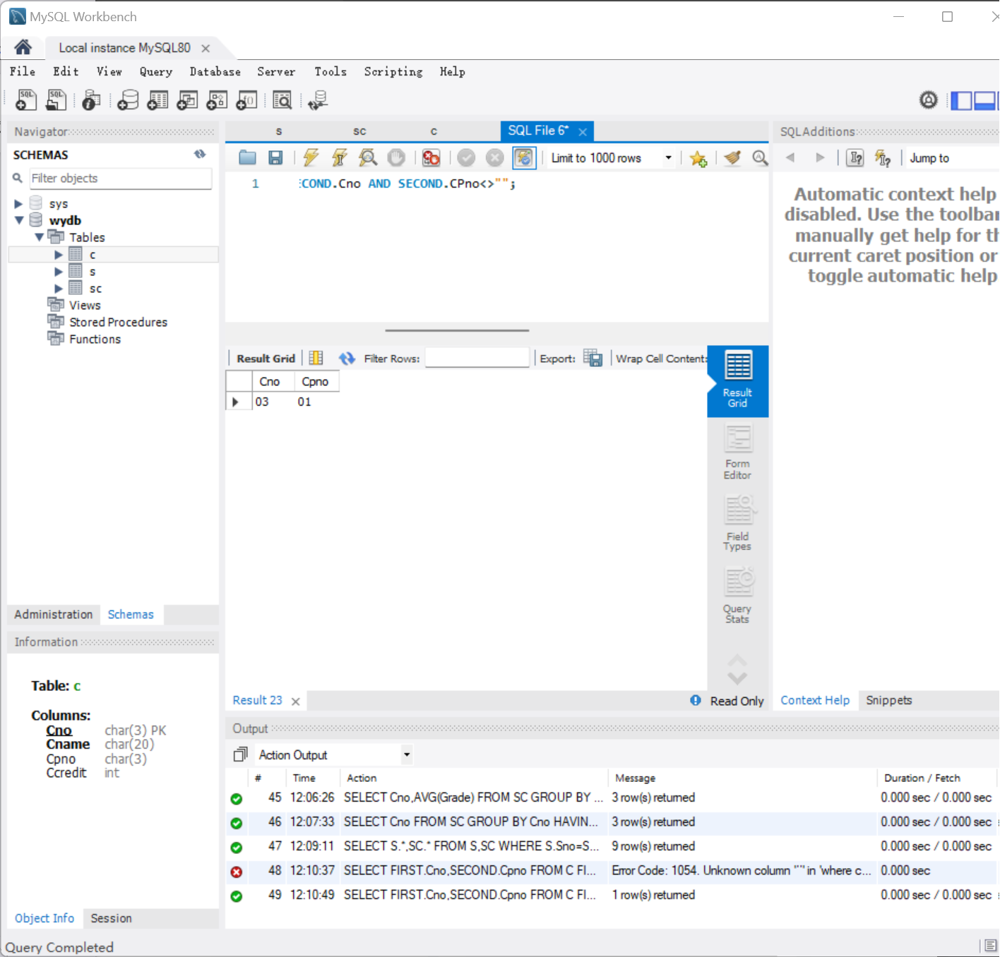 MySQL Workbench
Local instance MySQL80
File Edit View Query Database Server Tools Scripting Help
Navigator
SCHEMAS
Filter objects
sys
wydb
Tables
c
s
sc
Views
Stored Procedures
Functions
Administration Schemas
Information
Table: c
Columns:
Cno char(3) PK
Cname char(20)
Cpno char(3)
Ccredit int
Object Info Session
Query Completed
s sc c SQL File 6*
Limit to 1000 rows
1 COND.Cno AND SECOND.CPno<>"";
Result Grid Filter Rows: Export: Wrap Cell Content:
Cno Cpno
03 01
Result Grid
Form Editor
Field Types
Query Stats
Result 23 Read Only
SQLAdditions
Jump to
Automatic context help
disabled. Use the toolbar
manually get help for th
current caret position or
toggle automatic help
Context Help Snippets
Output
Action Output
# Time Action Message Duration / Fetch
45 12:06:26 SELECT Cno,AVG(Grade) FROM SC GROUP BY ... 3 row(s) returned 0.000 sec / 0.000 sec
46 12:07:33 SELECT Cno FROM SC GROUP BY Cno HAVIN... 3 row(s) returned 0.000 sec / 0.000 sec
47 12:09:11 SELECT S.*,SC.* FROM S,SC WHERE S.Sno=S... 9 row(s) returned 0.000 sec / 0.000 sec
48 12:10:37 SELECT FIRST.Cno,SECOND.Cpno FROM C FI... Error Code: 1054. Unknown column '"' in 'where c... 0.000 sec
49 12:10:49 SELECT FIRST.Cno,SECOND.Cpno FROM C FI... 1 row(s) returned 0.000 sec / 0.000 sec